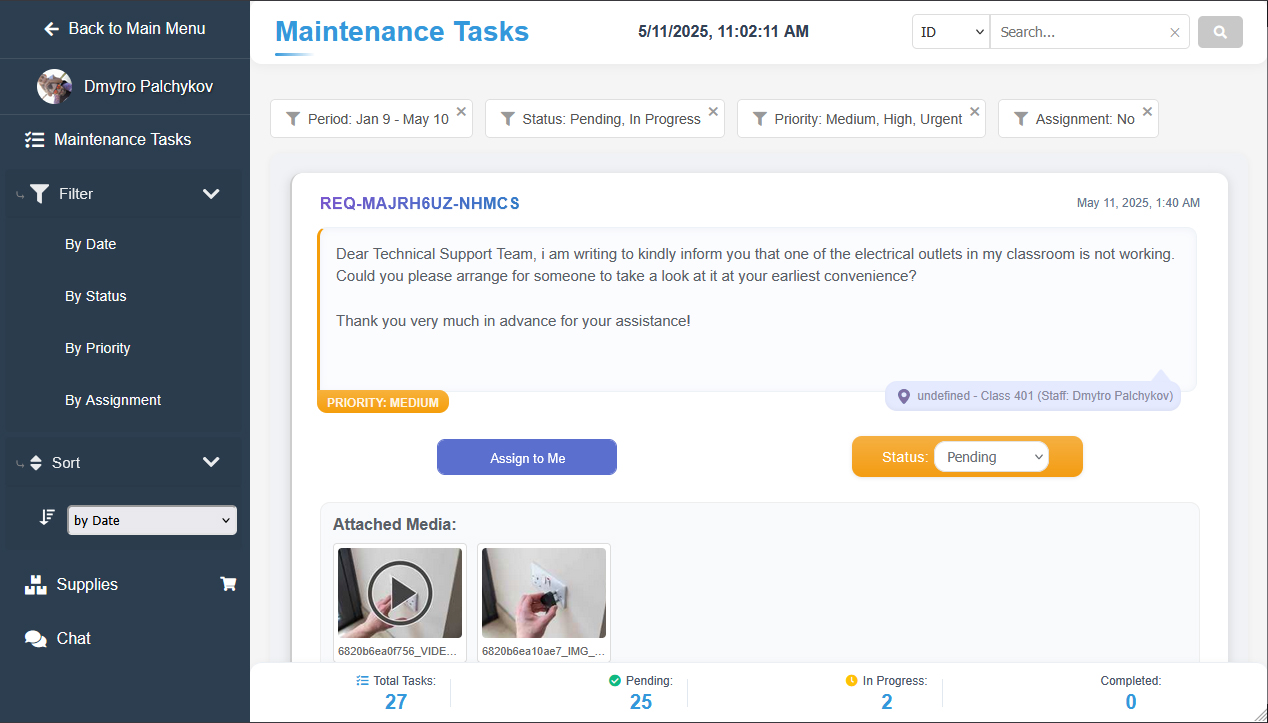 Back to Main Menu
Dmytro Palchykov
Maintenance Tasks
Filter
By Date
By Status
By Priority
By Assignment
Sort
by Date
Supplies
Chat
Maintenance Tasks
5/11/2025, 11:02:11 AM
ID
Search...
Period: Jan 9 - May 10
Status: Pending, In Progress
Priority: Medium, High, Urgent
Assignment: No
REQ-MAJRH6UZ-NHMCS
May 11, 2025, 1:40 AM
Dear Technical Support Team, i am writing to kindly inform you that one of the electrical outlets in my classroom is not working.
Could you please arrange for someone to take a look at it at your earliest convenience?
Thank you very much in advance for your assistance!
PRIORITY: MEDIUM
undefined - Class 401 (Staff: Dmytro Palchykov)
Assign to Me
Status: Pending
Attached Media:
6820b6ea0f756_VIDE...
6820b6ea10ae7_IMG_...
Total Tasks:
27
Pending:
25
In Progress:
2
Completed:
0